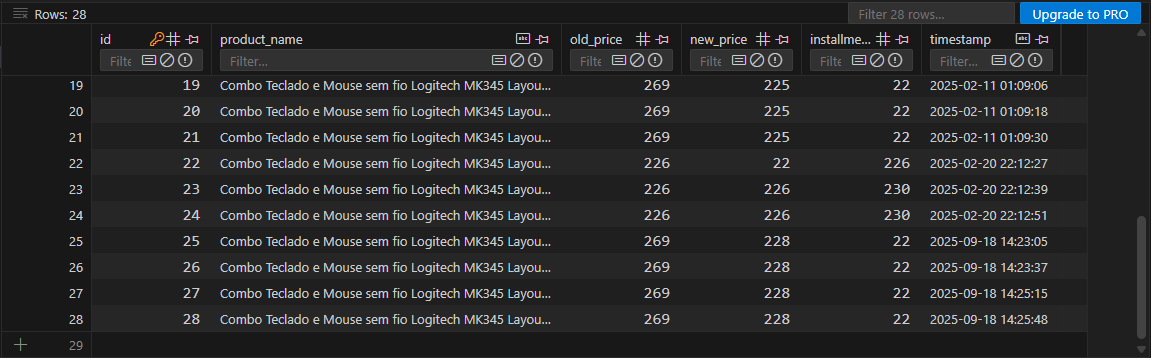 Rows: 28 Filter 28 rows... Upgrade to PRO
id product_name old_price new_price installme... timestamp
Filte Filter... Filte Filte Filte Filter...
19 19 Combo Teclado e Mouse sem fio Logitech MK345 Layou... 269 225 22 2025-02-11 01:09:06
20 20 Combo Teclado e Mouse sem fio Logitech MK345 Layou... 269 225 22 2025-02-11 01:09:18
21 21 Combo Teclado e Mouse sem fio Logitech MK345 Layou... 269 225 22 2025-02-11 01:09:30
22 22 Combo Teclado e Mouse sem fio Logitech MK345 Layou... 226 22 226 2025-02-20 22:12:27
23 23 Combo Teclado e Mouse sem fio Logitech MK345 Layou... 226 226 230 2025-02-20 22:12:39
24 24 Combo Teclado e Mouse sem fio Logitech MK345 Layou... 226 226 230 2025-02-20 22:12:51
25 25 Combo Teclado e Mouse sem fio Logitech MK345 Layou... 269 228 22 2025-09-18 14:23:05
26 26 Combo Teclado e Mouse sem fio Logitech MK345 Layou... 269 228 22 2025-09-18 14:23:37
27 27 Combo Teclado e Mouse sem fio Logitech MK345 Layou... 269 228 22 2025-09-18 14:25:15
28 28 Combo Teclado e Mouse sem fio Logitech MK345 Layou... 269 228 22 2025-09-18 14:25:48
29